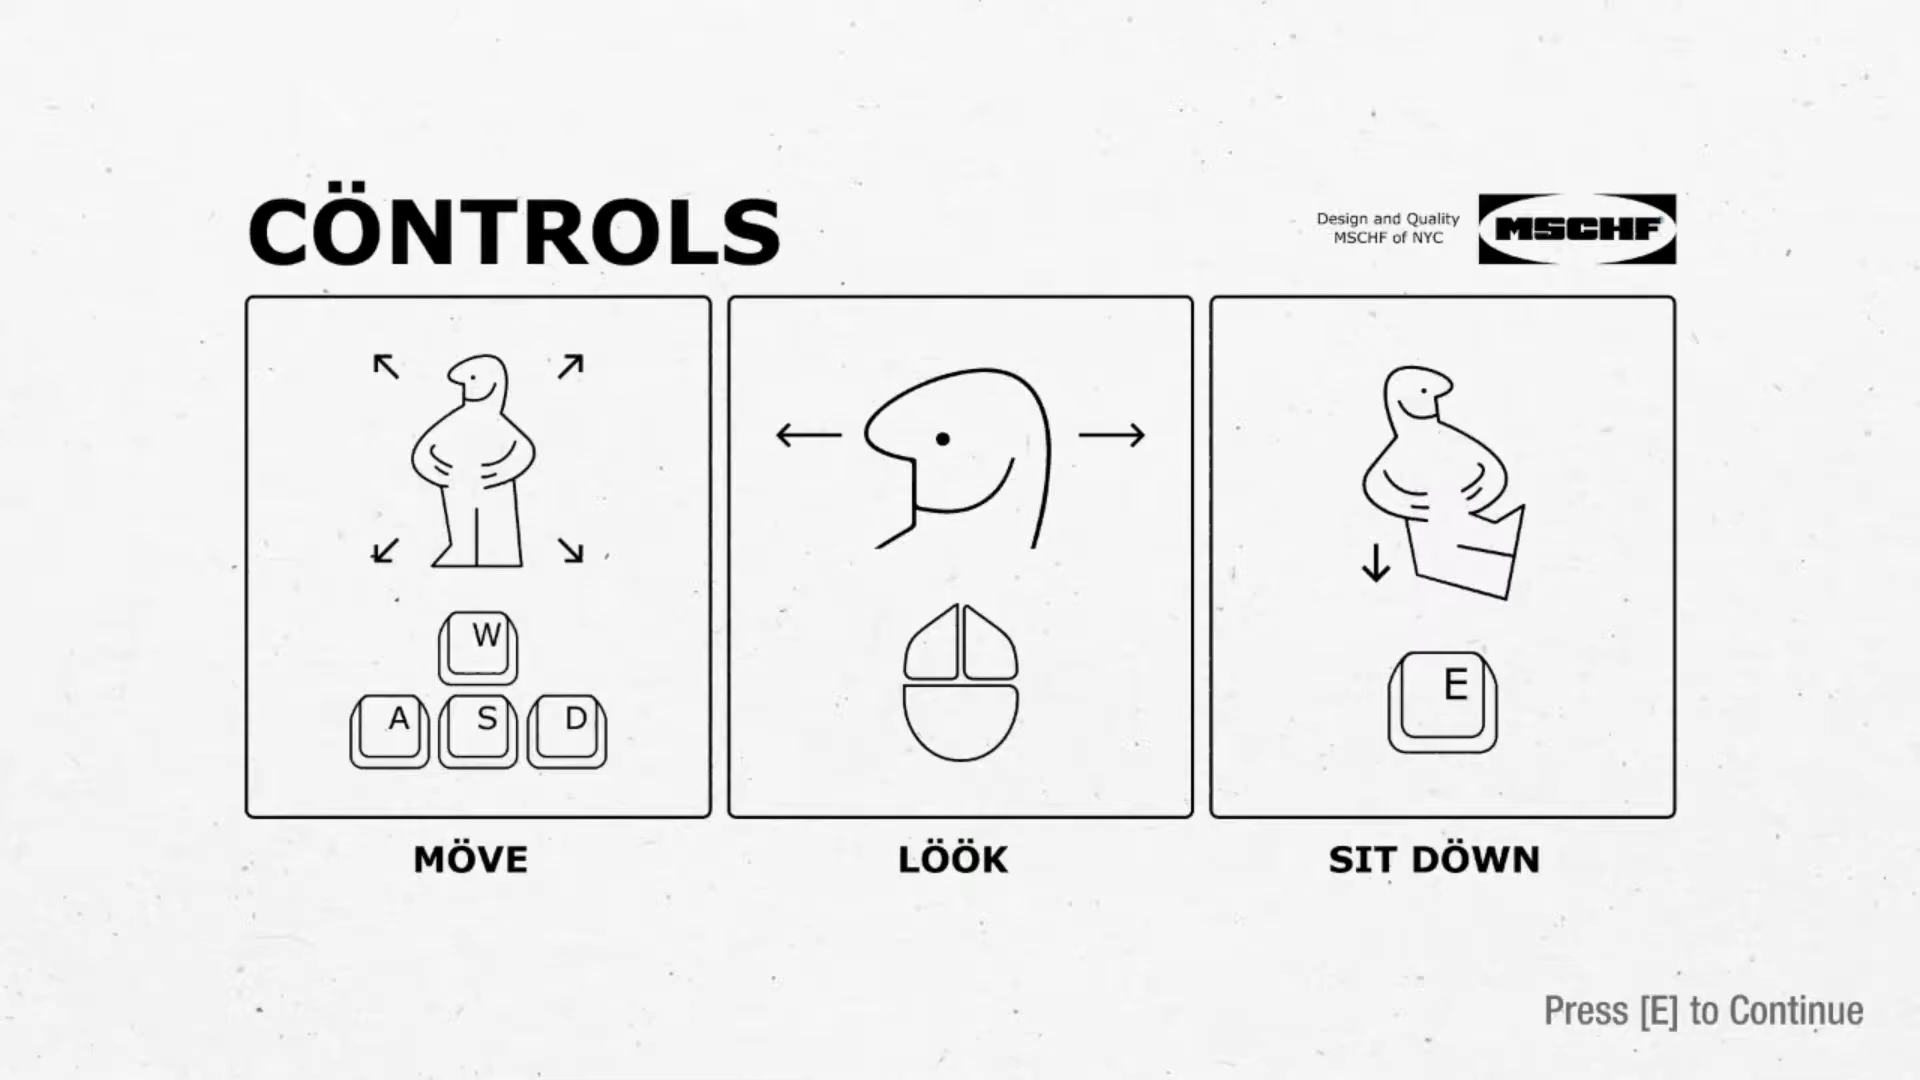 CÖNTROLS
Design and Quality
MSCHF of NYC
MSCHF
W
A S D
E
MÖVE
LÖÖK
SIT DÖWN
Press [E] to Continue